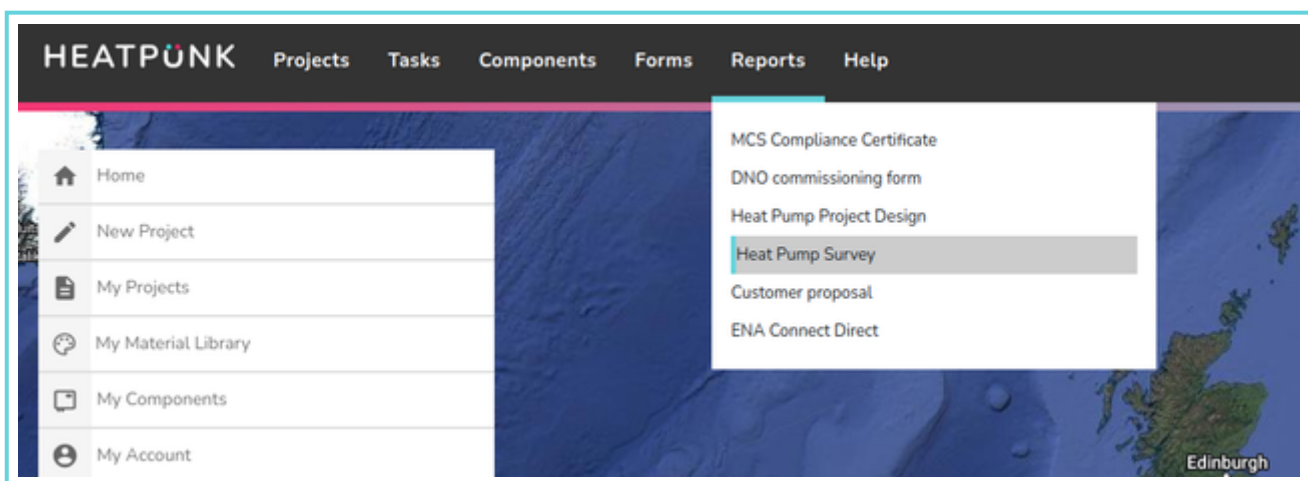 HEATPÜNK Projects Tasks Components Forms Reports Help
MCS Compliance Certificate
DNO commissioning form
Heat Pump Project Design
Heat Pump Survey
Customer proposal
ENA Connect Direct
Home
New Project
My Projects
My Material Library
My Components
My Account
Edinburgh